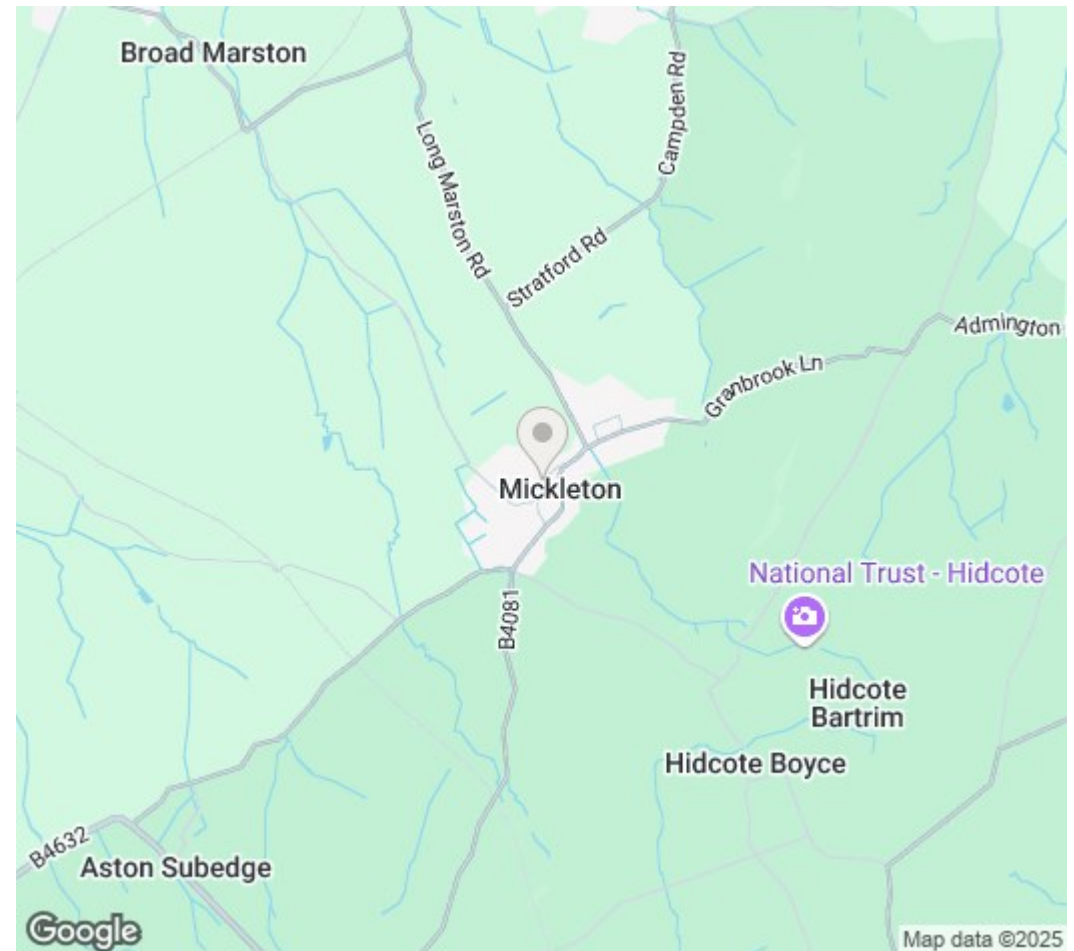 Broad Marston
Campden Rd
Long Marston Rd
Stratford Rd
Admington
Granbrook Ln
Mickleton
National Trust - Hidcote
B4081
Hidcote
Bartrim
Hidcote Boyce
B4632
Aston Subedge
Google
Map data ©2025